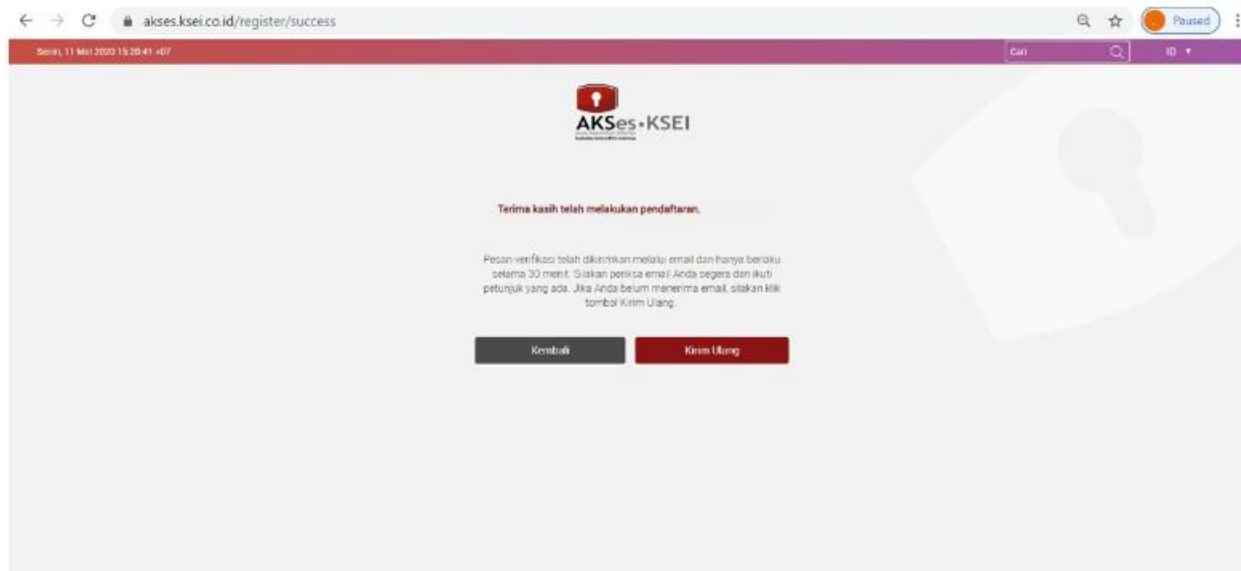 akses.ksei.co.id/register/success
Paused
Senin, 11 Mei 2020 15:20:41 +07
Cari
ID
AKSes•KSEI
Terima kasih telah melakukan pendaftaran.
Pesan verifikasi telah dikirimkan melalui email dan hanya berlaku
selama 30 menit. Silakan periksa email Anda segera dan ikuti
petunjuk yang ada. Jika Anda belum menerima email, silakan klik
tombol Kirim Ulang.
Kembali
Kirim Ulang